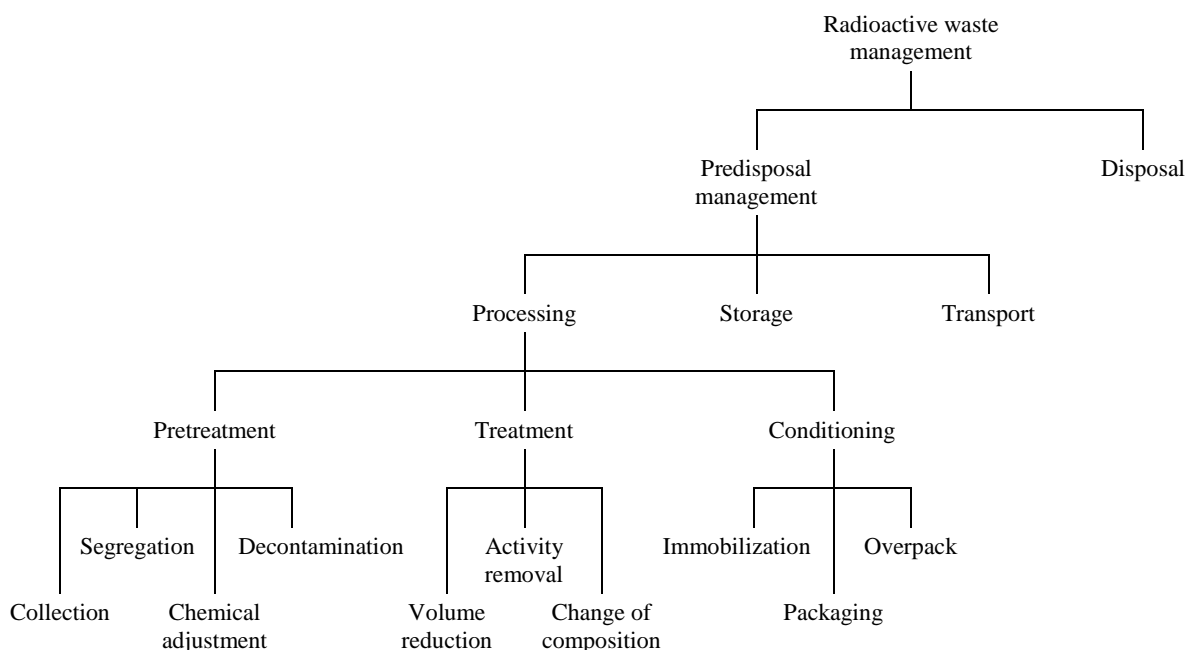 Radioactive waste
management
Predisposal
management
Disposal
Processing
Storage
Transport
Pretreatment
Treatment
Conditioning
Segregation
Decontamination
Activity
removal
Immobilization
Overpack
Collection
Chemical
adjustment
Volume
reduction
Change of
composition
Packaging